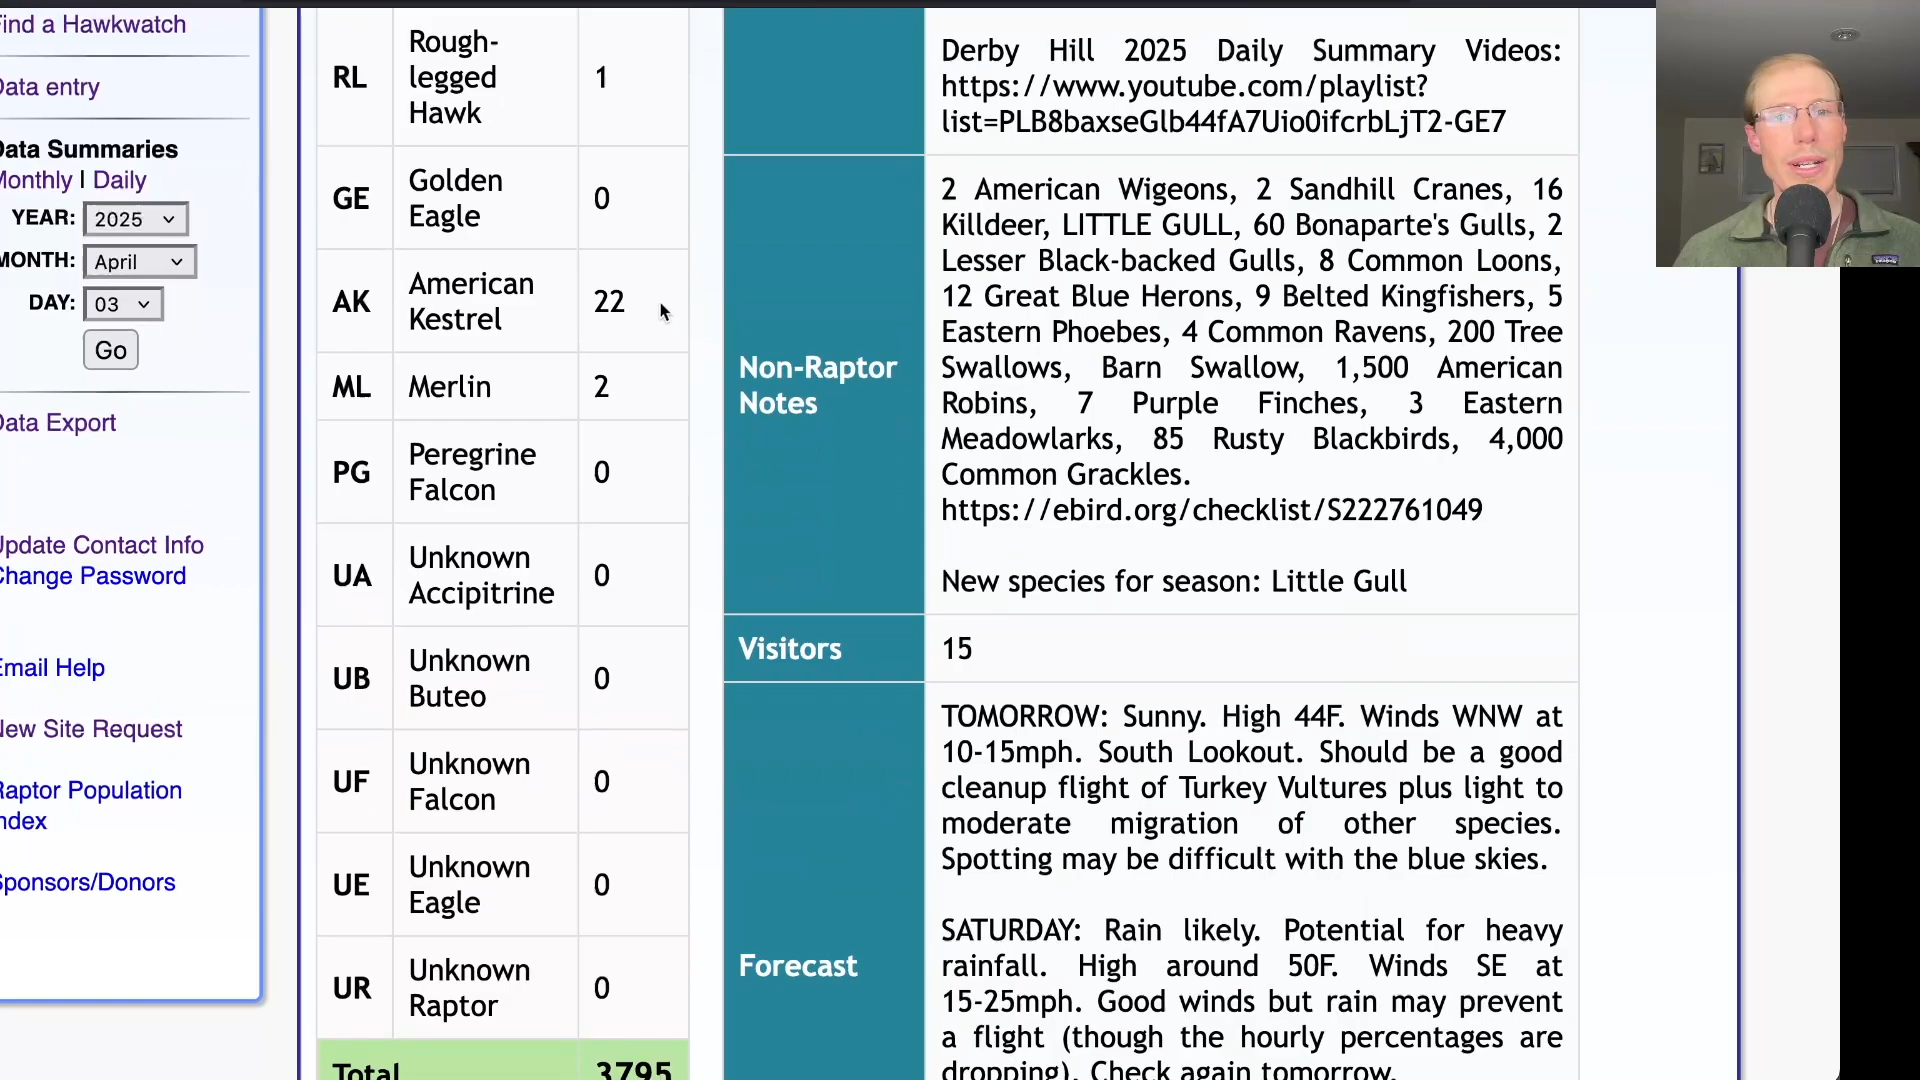 Find a Hawkwatch
Data entry
Data Summaries
Monthly | Daily
YEAR: 2025
MONTH: April
DAY: 03
Go
Data Export
Update Contact Info
Change Password
Email Help
New Site Request
Raptor Population
Index
Sponsors/Donors
RL Rough-
legged
Hawk 1
GE Golden
Eagle 0
AK American
Kestrel 22
ML Merlin 2
PG Peregrine
Falcon 0
UA Unknown
Accipitrine 0
UB Unknown
Buteo 0
UF Unknown
Falcon 0
UE Unknown
Eagle 0
UR Unknown
Raptor 0
Total 3795
Derby Hill 2025 Daily Summary Videos:
https://www.youtube.com/playlist?
list=PLB8baxseGlb44fA7Uio0ifcrbLjT2-GE7
Non-Raptor
Notes
2 American Wigeons, 2 Sandhill Cranes, 16
Killdeer, LITTLE GULL, 60 Bonaparte's Gulls, 2
Lesser Black-backed Gulls, 8 Common Loons,
12 Great Blue Herons, 9 Belted Kingfishers, 5
Eastern Phoebes, 4 Common Ravens, 200 Tree
Swallows, Barn Swallow, 1,500 American
Robins, 7 Purple Finches, 3 Eastern
Meadowlarks, 85 Rusty Blackbirds, 4,000
Common Grackles.
https://ebird.org/checklist/S222761049
New species for season: Little Gull
Visitors 15
Forecast
TOMORROW: Sunny. High 44F. Winds WNW at
10-15mph. South Lookout. Should be a good
cleanup flight of Turkey Vultures plus light to
moderate migration of other species.
Spotting may be difficult with the blue skies.
SATURDAY: Rain likely. Potential for heavy
rainfall. High around 50F. Winds SE at
15-25mph. Good winds but rain may prevent
a flight (though the hourly percentages are
dropping). Check again tomorrow.